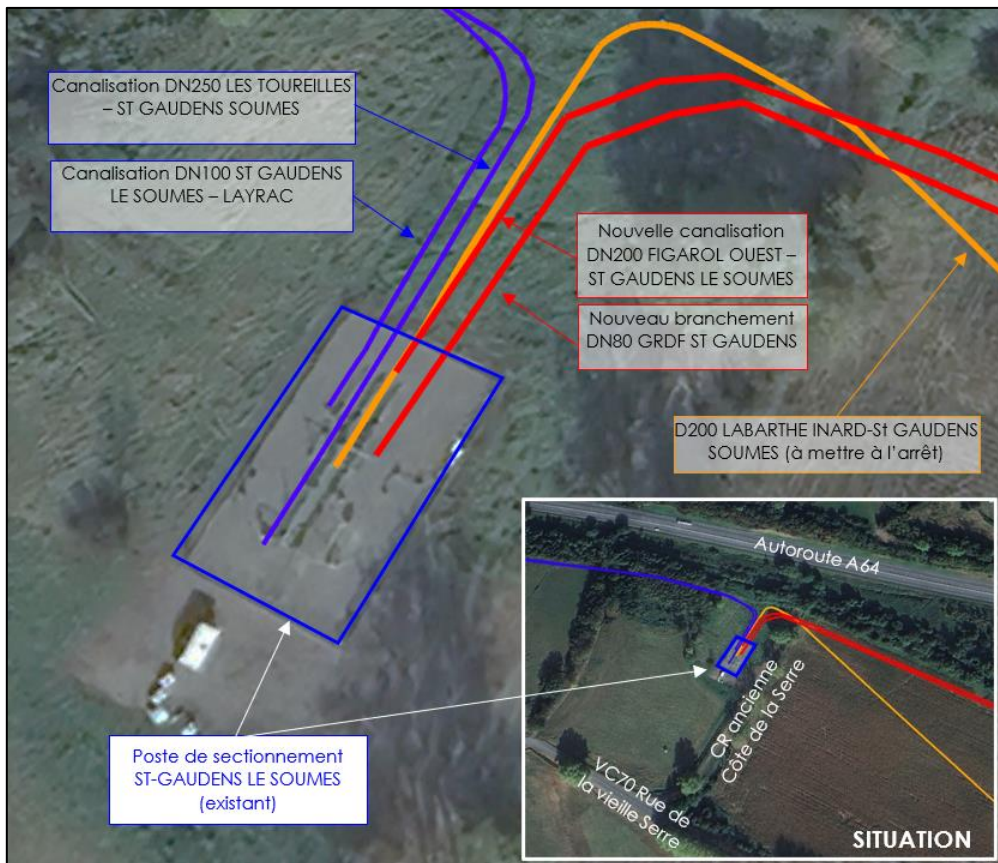 Canalisation DN250 LES TOUREILLES
– ST GAUDENS SOUMES
Canalisation DN100 ST GAUDENS
LE SOUMES – LAYRAC
Nouvelle canalisation
DN200 FIGAROL OUEST –
ST GAUDENS LE SOUMES
Nouveau branchement
DN80 GRDF ST GAUDENS
D200 LABARTHE INARD-St GAUDENS
SOUMES (à mettre à l’arrêt)
Poste de sectionnement
ST-GAUDENS LE SOUMES
(existant)
Autoroute A64
CR ancienne
Côte de la Serre
VC70 Rue de
la vieille Serre
SITUATION